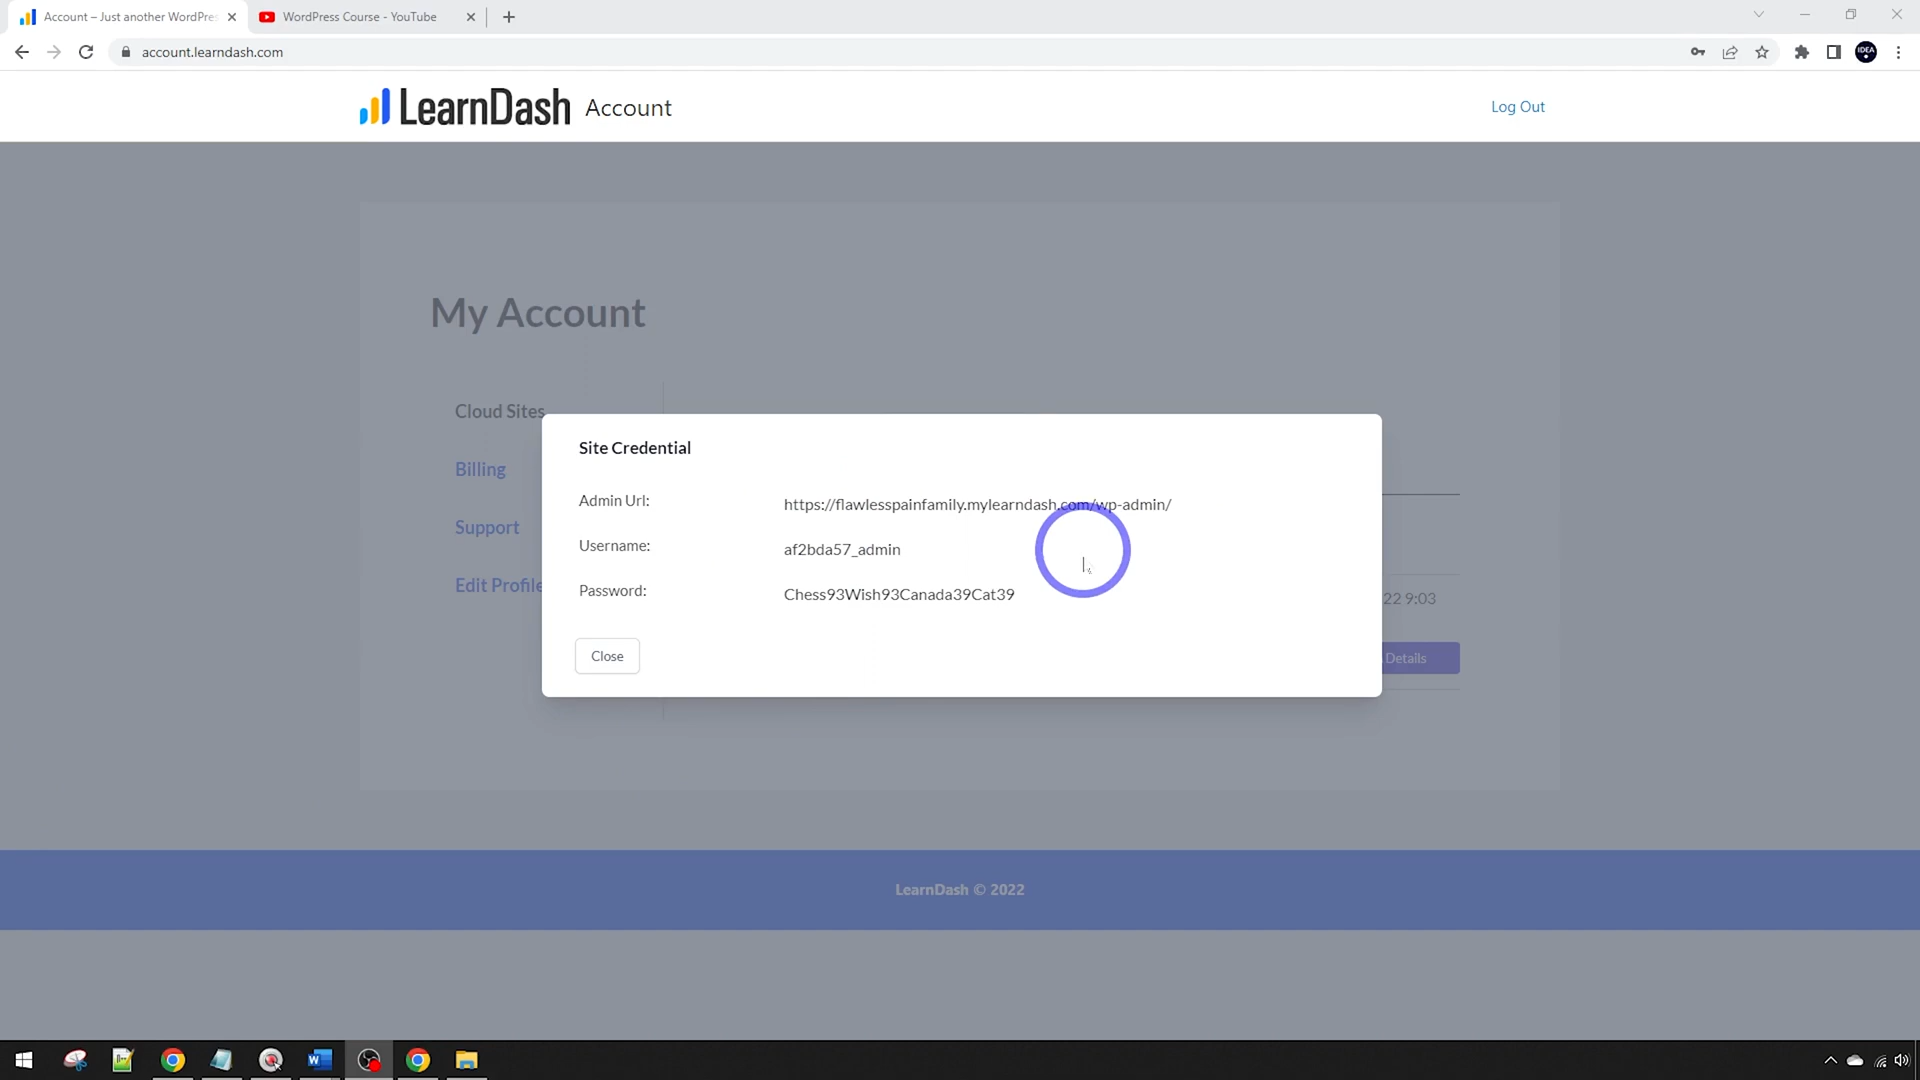 Account – Just another WordPres
WordPress Course - YouTube
account.learndash.com
IDEA
LearnDash Account
Log Out
My Account
Cloud Sites
Billing
Support
Edit Profile
Site Credential
Admin Url:
https://flawlesspainfamily.mylearndash.com/wp-admin/
Username:
af2bda57_admin
Password:
Chess93Wish93Canada39Cat39
Close
22 9:03
Details
LearnDash © 2022